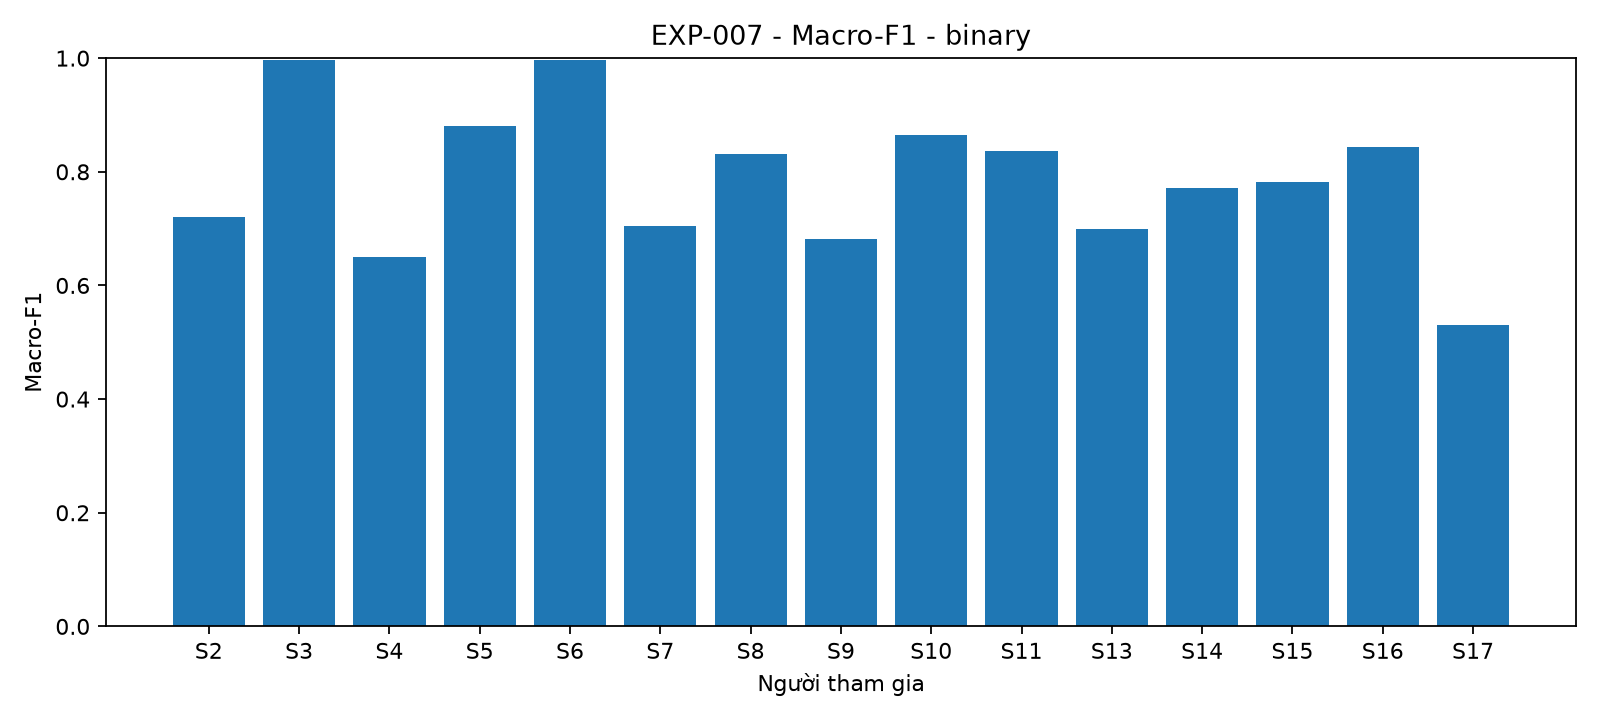 EXP-007 - Macro-F1 - binary
Macro-F1
1.0
0.8
0.6
0.4
0.2
0.0
S2 S3 S4 S5 S6 S7 S8 S9 S10 S11 S13 S14 S15 S16 S17
Người tham gia